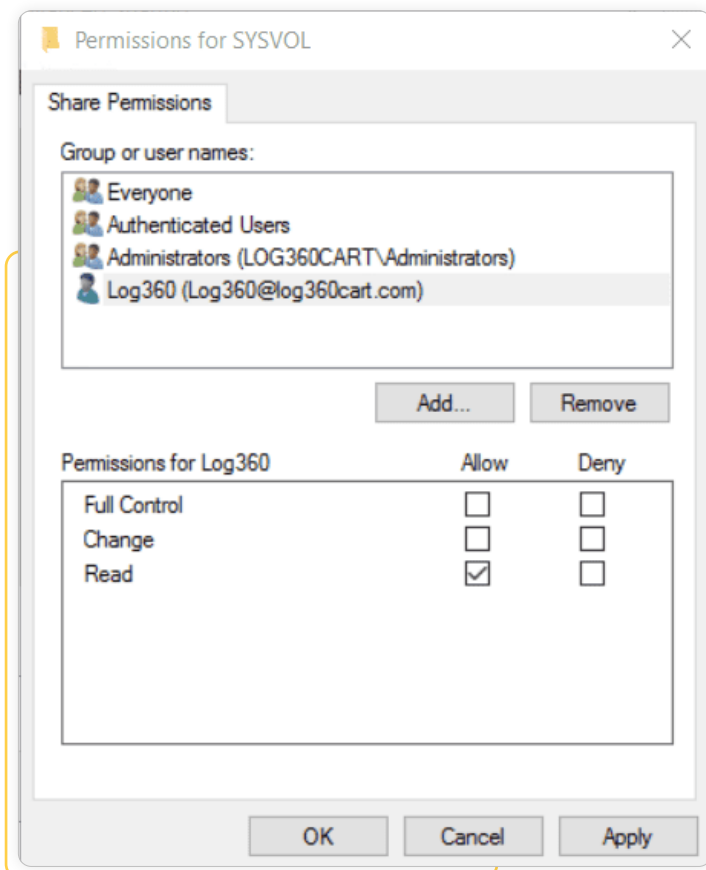 Permissions for SYSVOL
Share Permissions
Group or user names:
Everyone
Authenticated Users
Administrators (LOG360CART\Administrators)
Log360 (Log360@log360cart.com)
Add... Remove
Permissions for Log360 Allow Deny
Full Control
Change
Read
OK Cancel Apply